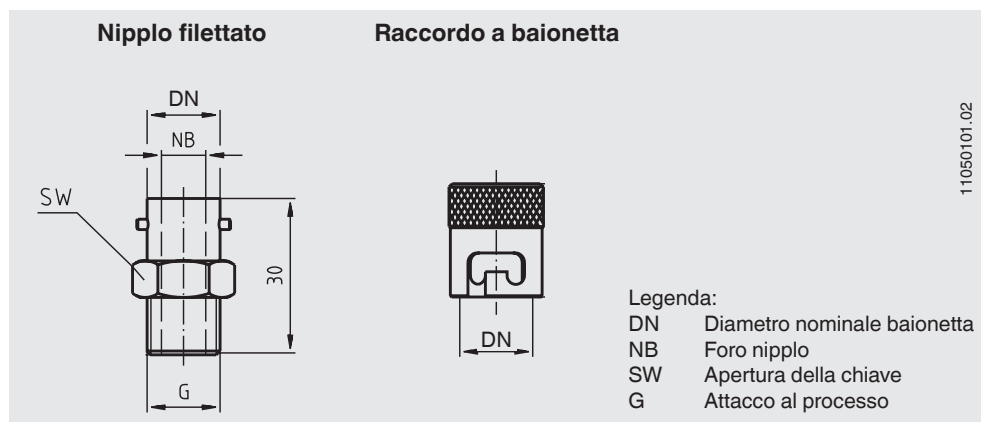 Nipplo filettato
Raccordo a baionetta
DN
NB
SW
30
G
DN
11050101.02
Legenda:
DN Diametro nominale baionetta
NB Foro nipplo
SW Apertura della chiave
G Attacco al processo